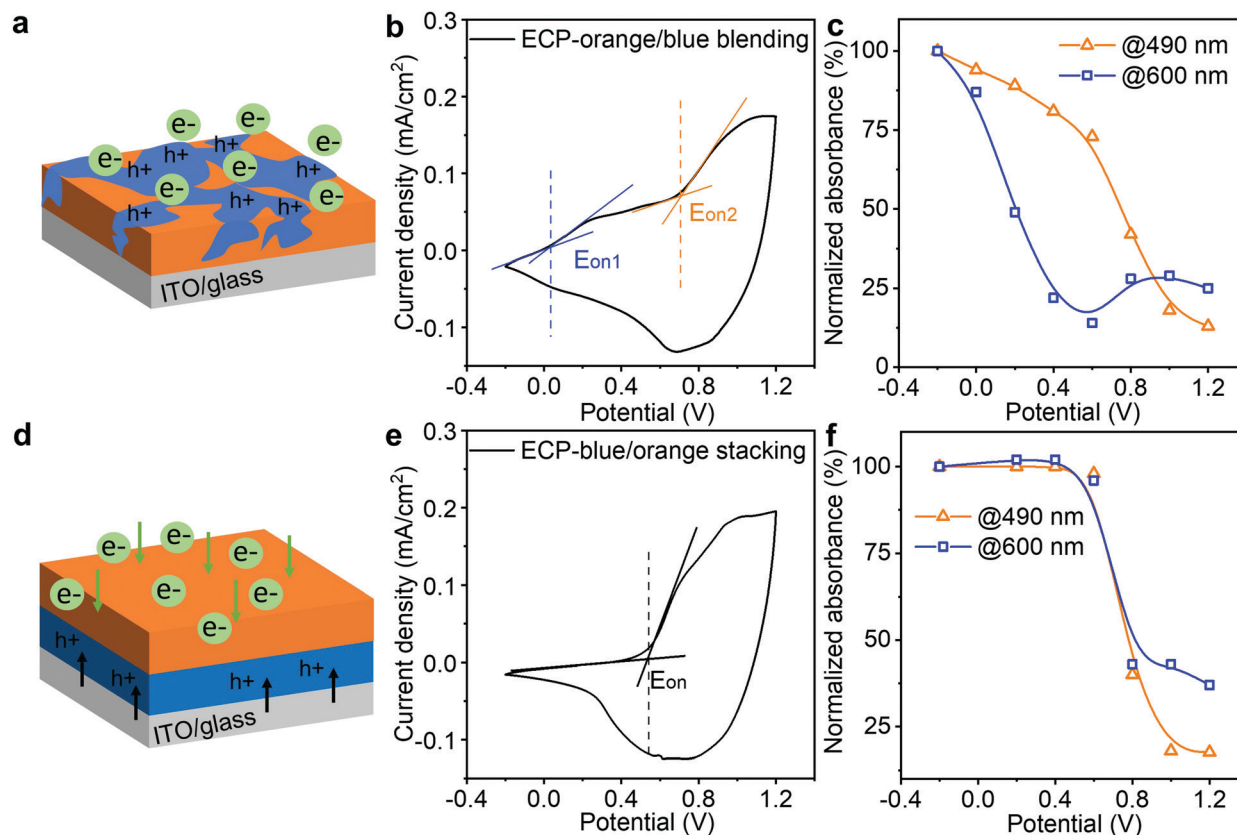 a
e-
e-
e-
e-
e-
e-
e-
h+
h+
h+
h+
h+
h+
h+
ITO/glass
b
ECP-orange/blue blending
0.3
0.2
0.1
0.0
-0.1
Current density (mA/cm²)
Eon1
Eon2
-0.4
0.0
0.4
0.8
1.2
Potential (V)
c
@490 nm
@600 nm
100
75
50
25
0
Normalized absorbance (%)
-0.4
0.0
0.4
0.8
1.2
Potential (V)
d
e-
e-
e-
e-
e-
e-
e-
h+
h+
h+
h+
ITO/glass
e
ECP-blue/orange stacking
0.3
0.2
0.1
0.0
-0.1
Current density (mA/cm²)
Eon
-0.4
0.0
0.4
0.8
1.2
Potential (V)
f
@490 nm
@600 nm
100
75
50
25
Normalized absorbance (%)
-0.4
0.0
0.4
0.8
1.2
Potential (V)